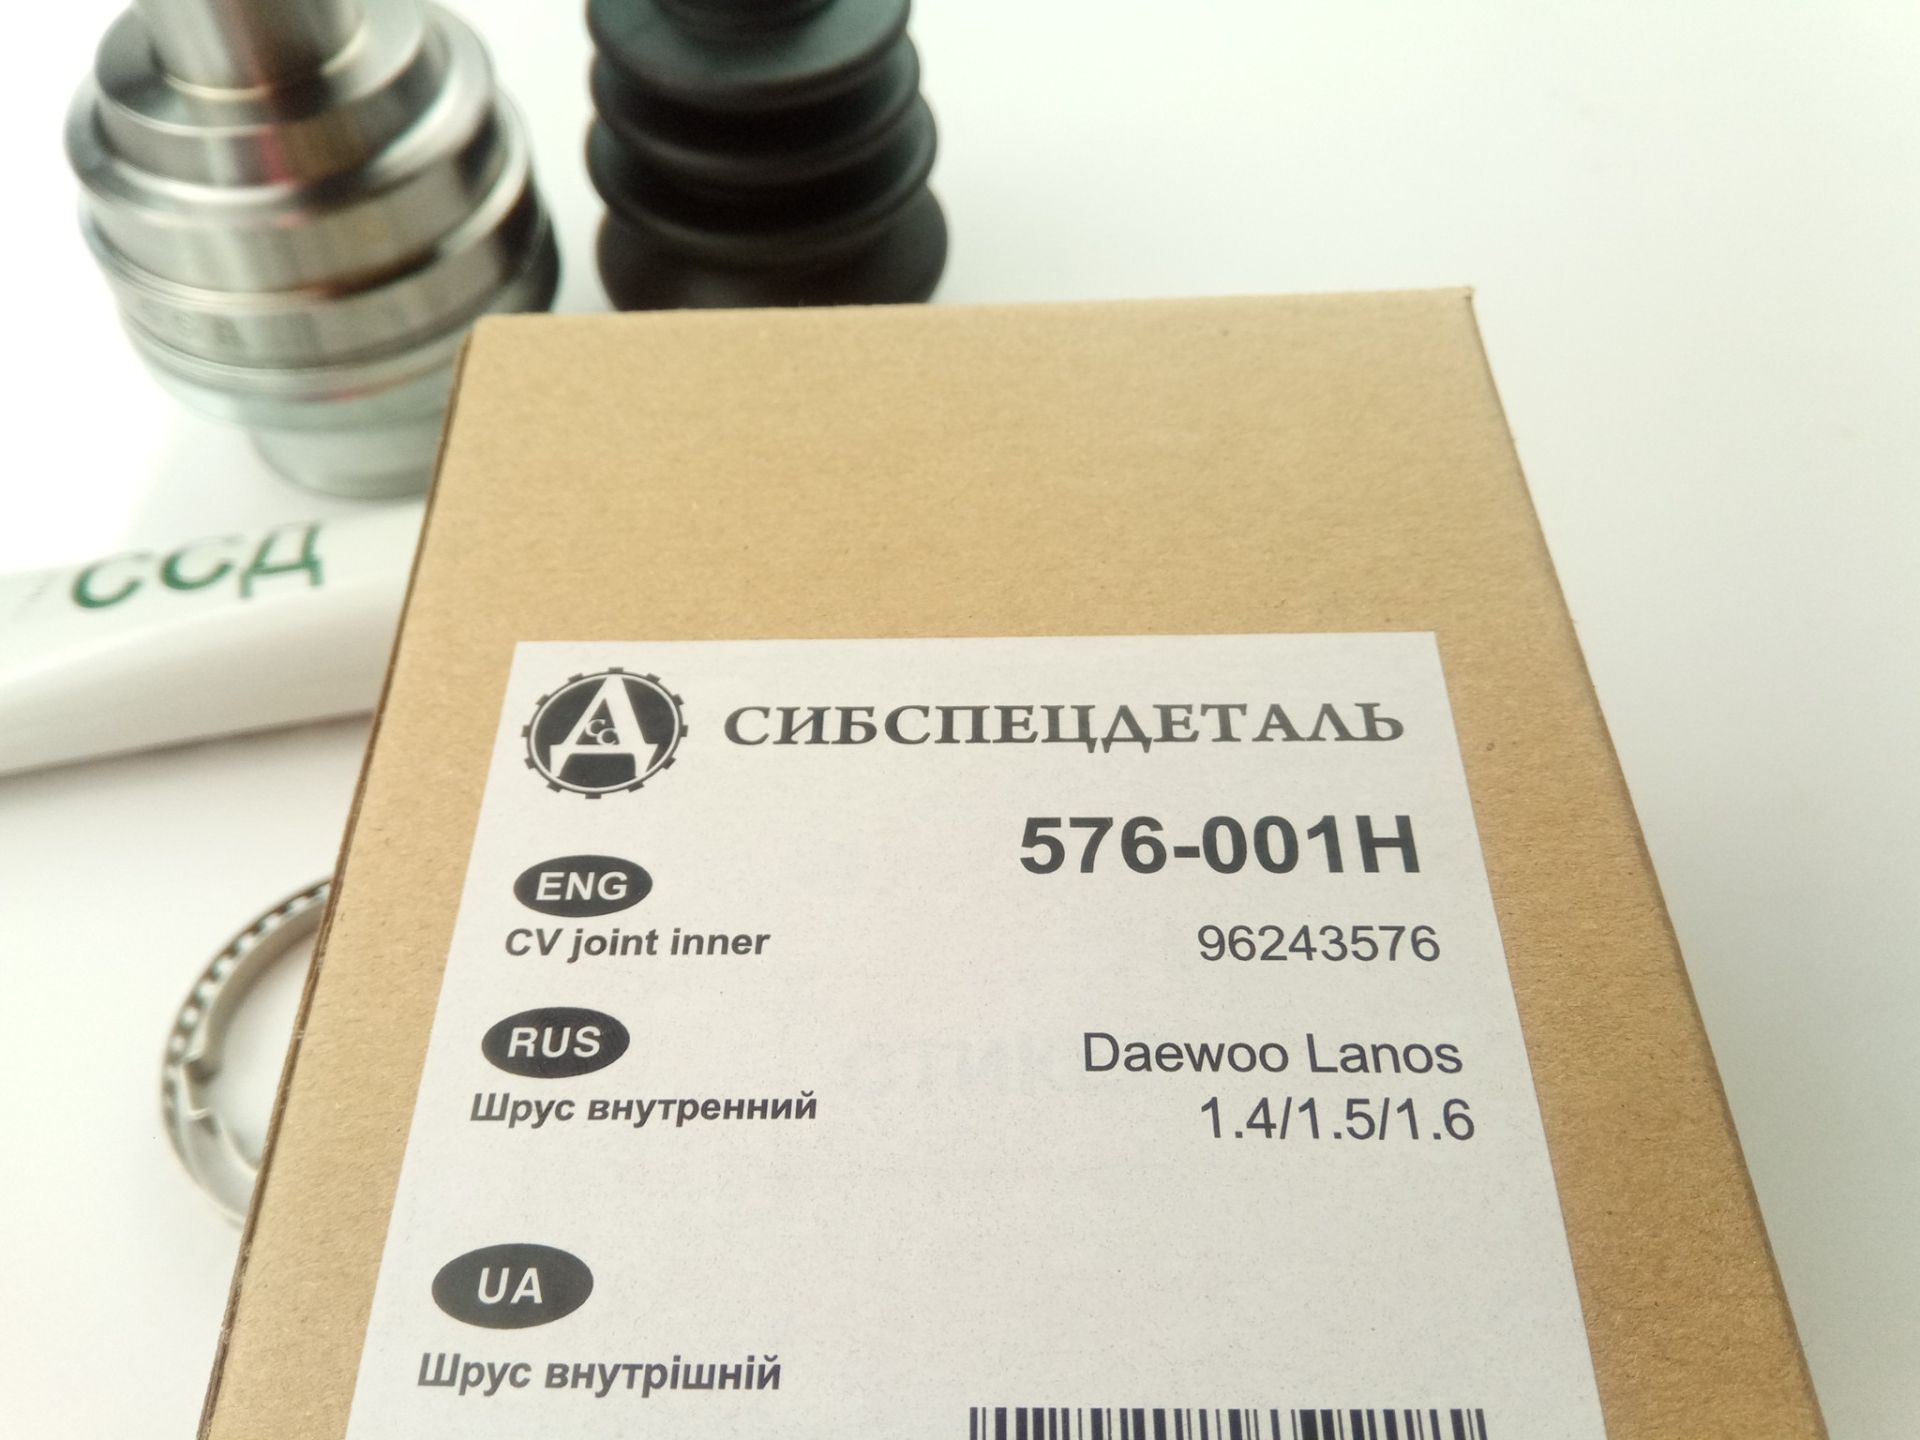 ССД
СИБСПЕЦДЕТАЛЬ
576-001H
ENG
CV joint inner
96243576
RUS
Шрус внутренний
Daewoo Lanos
1.4/1.5/1.6
UA
Шрус внутрішній